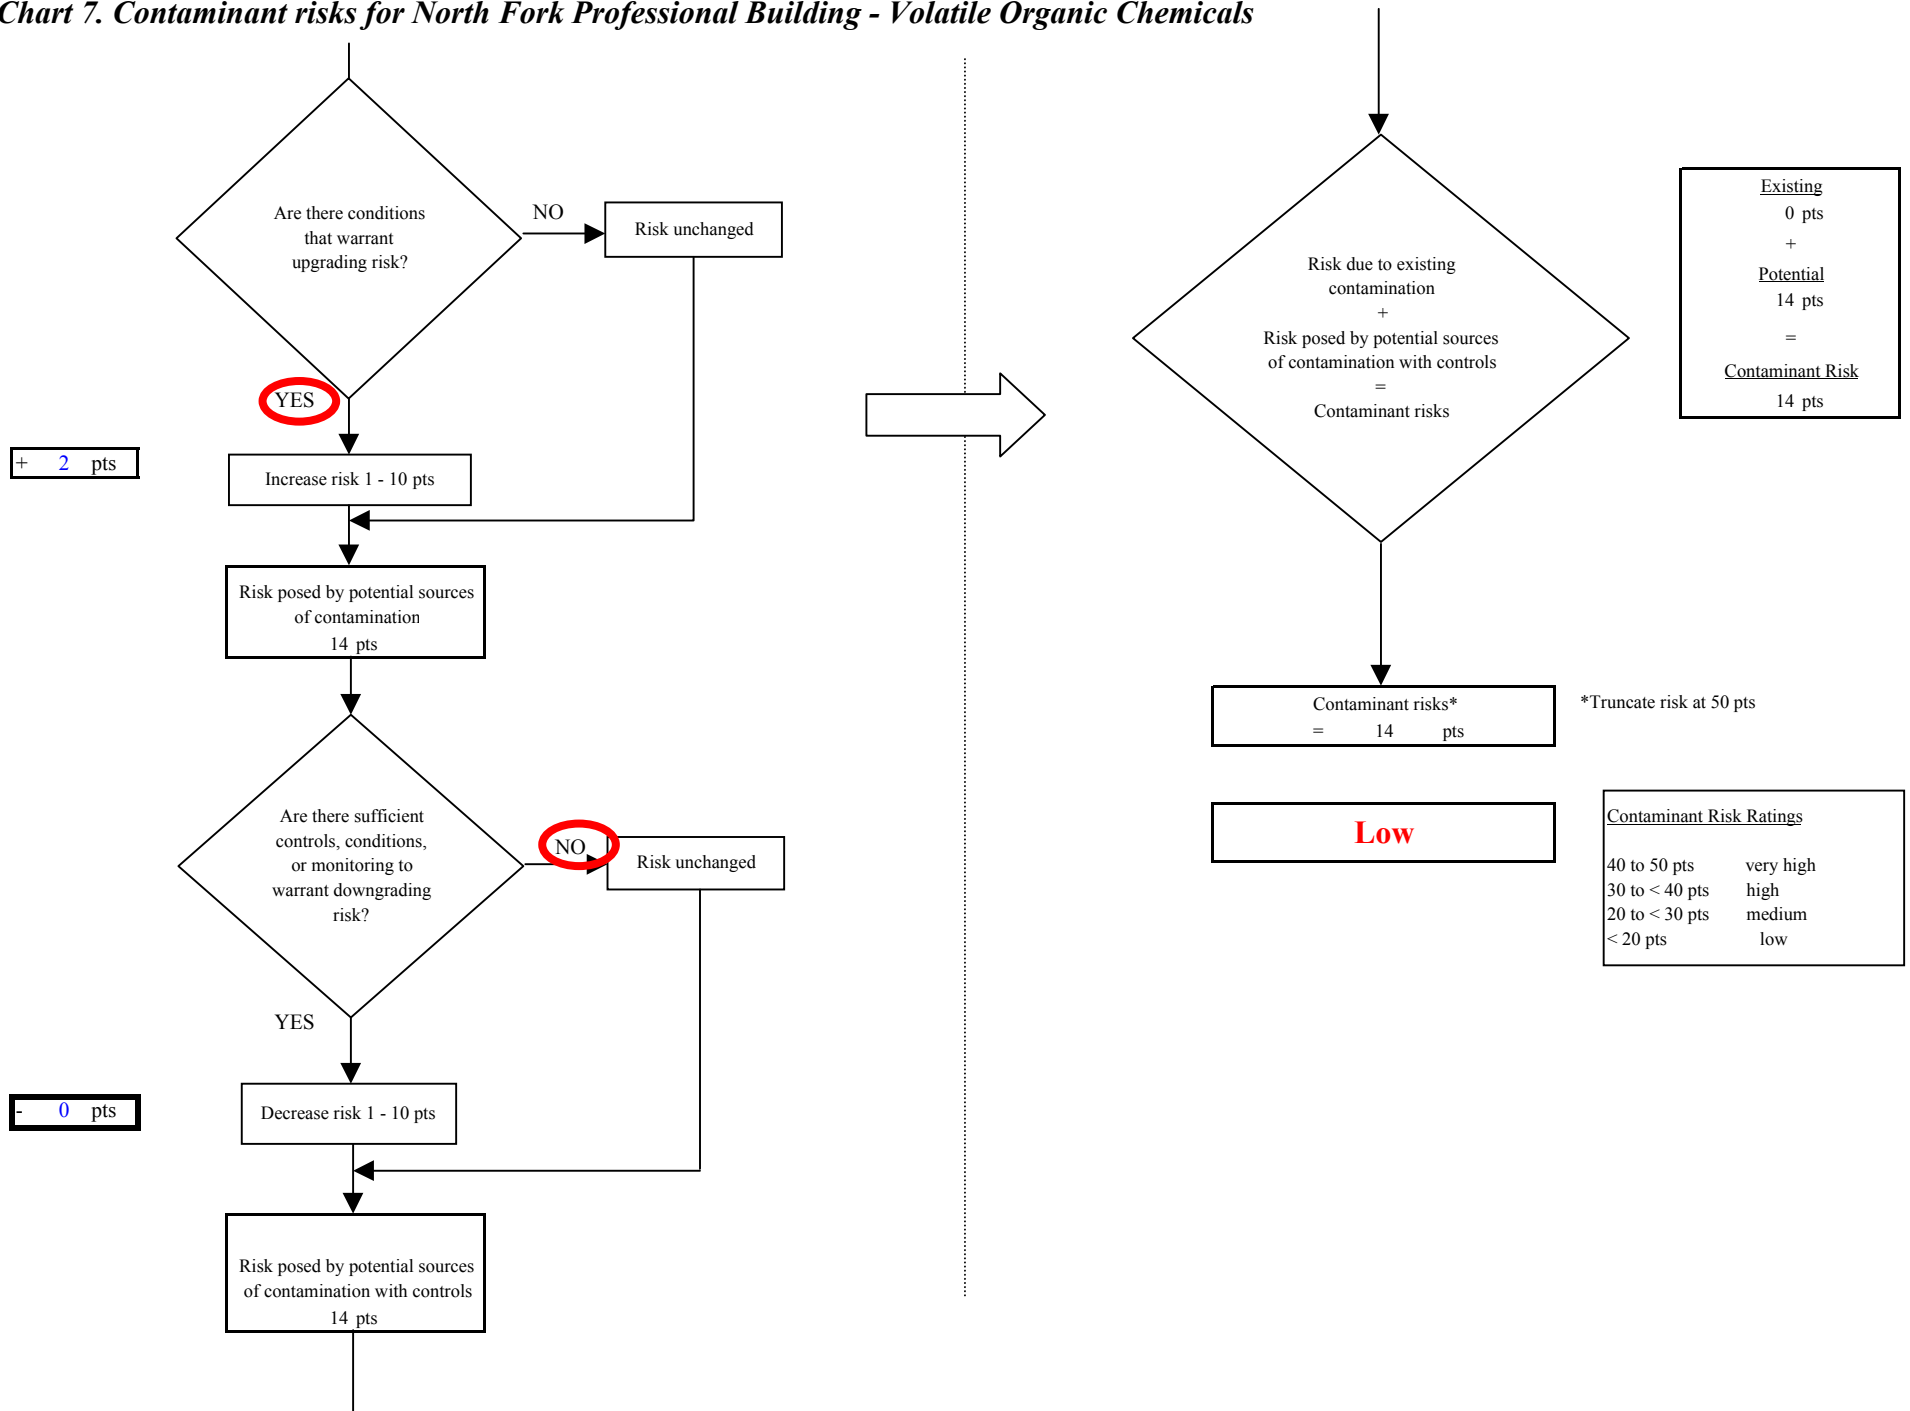 Chart 7. Contaminant risks for North Fork Professional Building - Volatile Organic Chemicals
Are there conditions
that warrant
upgrading risk?
NO
Risk unchanged
YES
+ 2 pts
Increase risk 1 - 10 pts
Risk posed by potential sources
of contamination
14 pts
Are there sufficient
controls, conditions,
or monitoring to
warrant downgrading
risk?
NO
Risk unchanged
YES
- 0 pts
Decrease risk 1 - 10 pts
Risk posed by potential sources
of contamination with controls
14 pts
Risk due to existing
contamination
+
Risk posed by potential sources
of contamination with controls
=
Contaminant risks
Existing
0 pts
+
Potential
14 pts
=
Contaminant Risk
14 pts
Contaminant risks*
= 14 pts
*Truncate risk at 50 pts
Low
Contaminant Risk Ratings
40 to 50 pts very high
30 to < 40 pts high
20 to < 30 pts medium
< 20 pts low